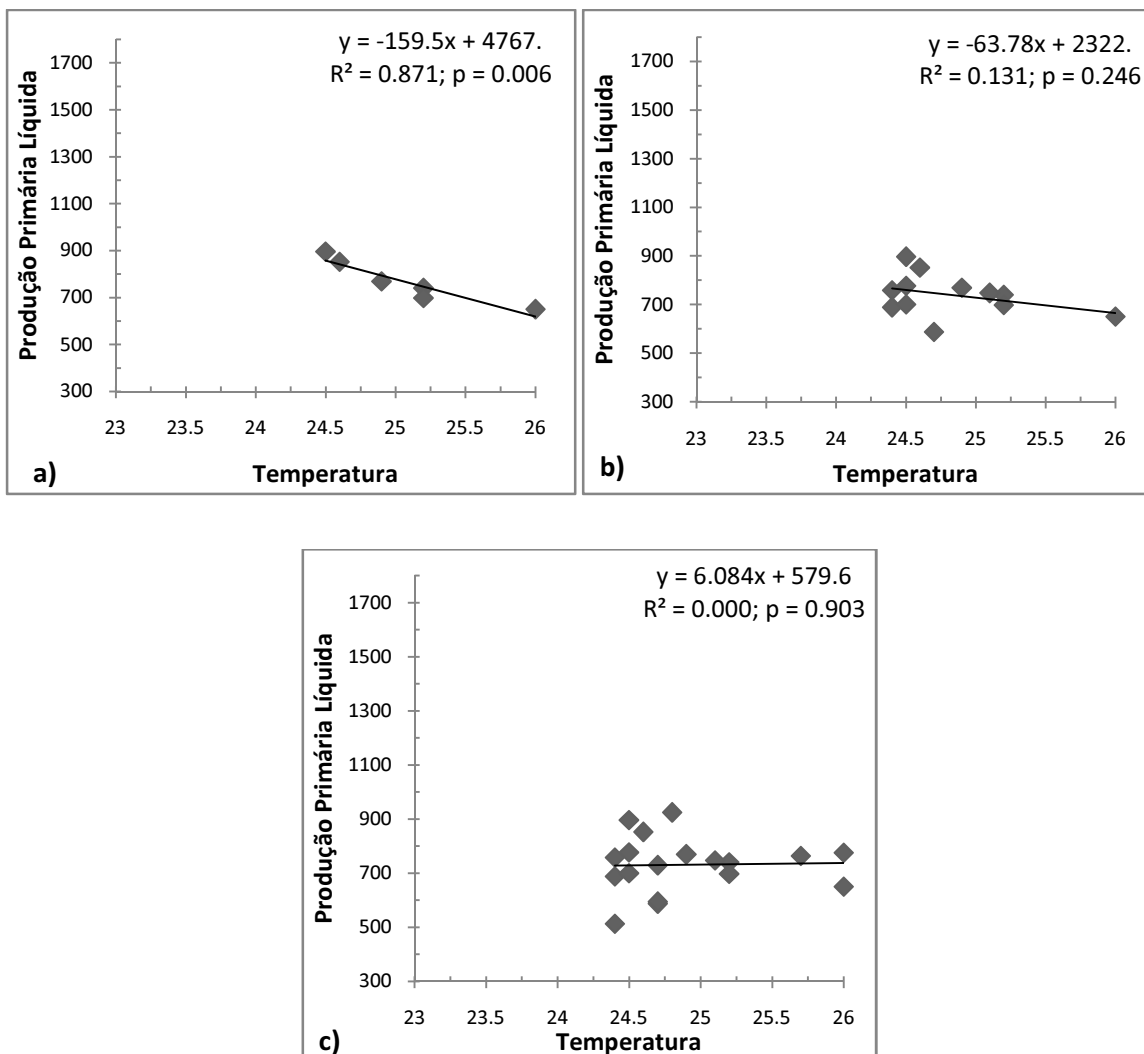 y = -159.5x + 4767.
R² = 0.871; p = 0.006
Produção Primária Líquida
1700
1500
1300
1100
900
700
500
300
23 23.5 24 24.5 25 25.5 26
Temperatura
a)
y = -63.78x + 2322.
R² = 0.131; p = 0.246
Produção Primária Líquida
1700
1500
1300
1100
900
700
500
300
23 23.5 24 24.5 25 25.5 26
Temperatura
b)
y = 6.084x + 579.6
R² = 0.000; p = 0.903
Produção Primária Líquida
1700
1500
1300
1100
900
700
500
300
23 23.5 24 24.5 25 25.5 26
Temperatura
c)